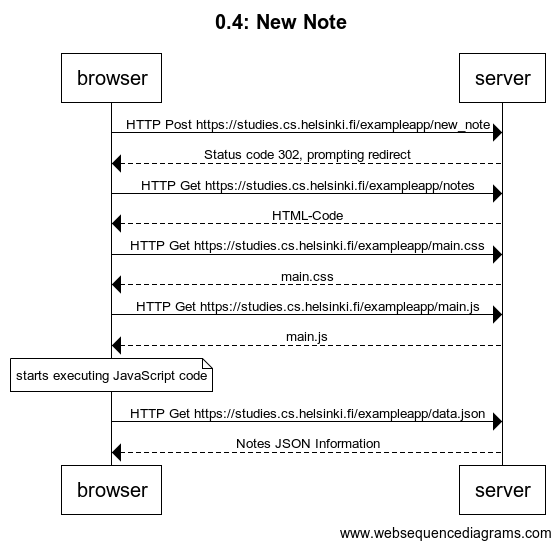 0.4: New Note
browser server
HTTP Post https://studies.cs.helsinki.fi/exampleapp/new_note
Status code 302, prompting redirect
HTTP Get https://studies.cs.helsinki.fi/exampleapp/notes
HTML-Code
HTTP Get https://studies.cs.helsinki.fi/exampleapp/main.css
main.css
HTTP Get https://studies.cs.helsinki.fi/exampleapp/main.js
main.js
starts executing JavaScript code
HTTP Get https://studies.cs.helsinki.fi/exampleapp/data.json
Notes JSON Information
browser server
www.websequencediagrams.com